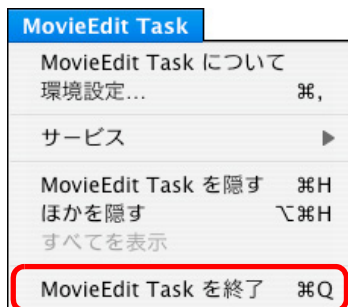 MovieEdit Task
MovieEdit Task について
環境設定... ⌘,
サービス ▶
MovieEdit Task を隠す ⌘H
ほかを隠す ⌥⌘H
すべてを表示
MovieEdit Task を終了 ⌘Q